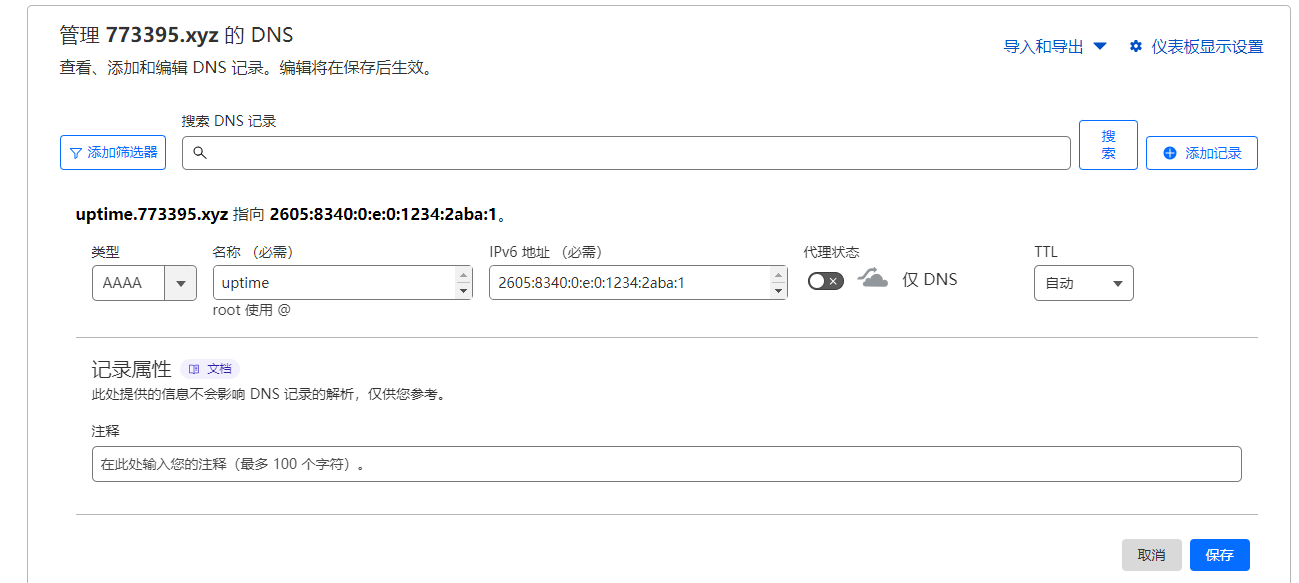 管理 773395.xyz 的 DNS
导入和导出
仪表板显示设置
查看、添加和编辑 DNS 记录。编辑将在保存后生效。
搜索 DNS 记录
添加筛选器
搜
索
添加记录
uptime.773395.xyz 指向 2605:8340:0:e:0:1234:2aba:1。
类型
名称 （必需）
IPv6 地址 （必需）
代理状态
TTL
AAAA
uptime
2605:8340:0:e:0:1234:2aba:1
仅 DNS
自动
root 使用 @
记录属性
文档
此处提供的信息不会影响 DNS 记录的解析，仅供您参考。
注释
在此处输入您的注释（最多 100 个字符）。
取消
保存